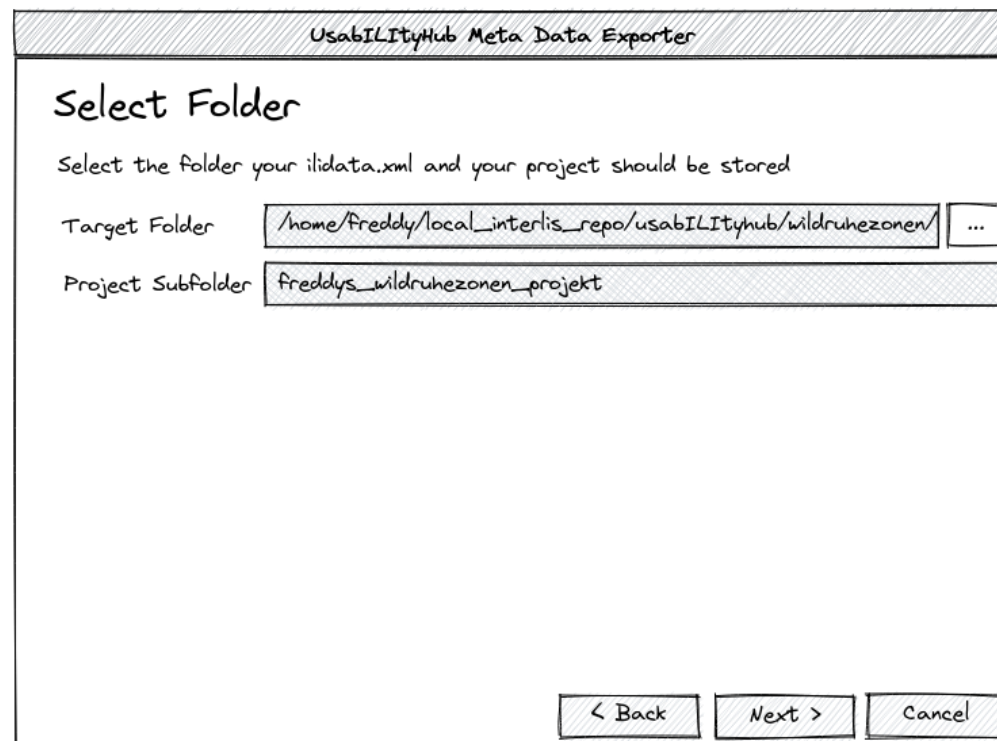 UsabILItyHub Meta Data Exporter
Select Folder
Select the folder your ilidata.xml and your project should be stored
Target Folder /home/freddy/local_interlis_repo/usabILItyhub/wildruhezonen/ ...
Project Subfolder freddys_wildruhezonen_projekt
< Back Next > Cancel